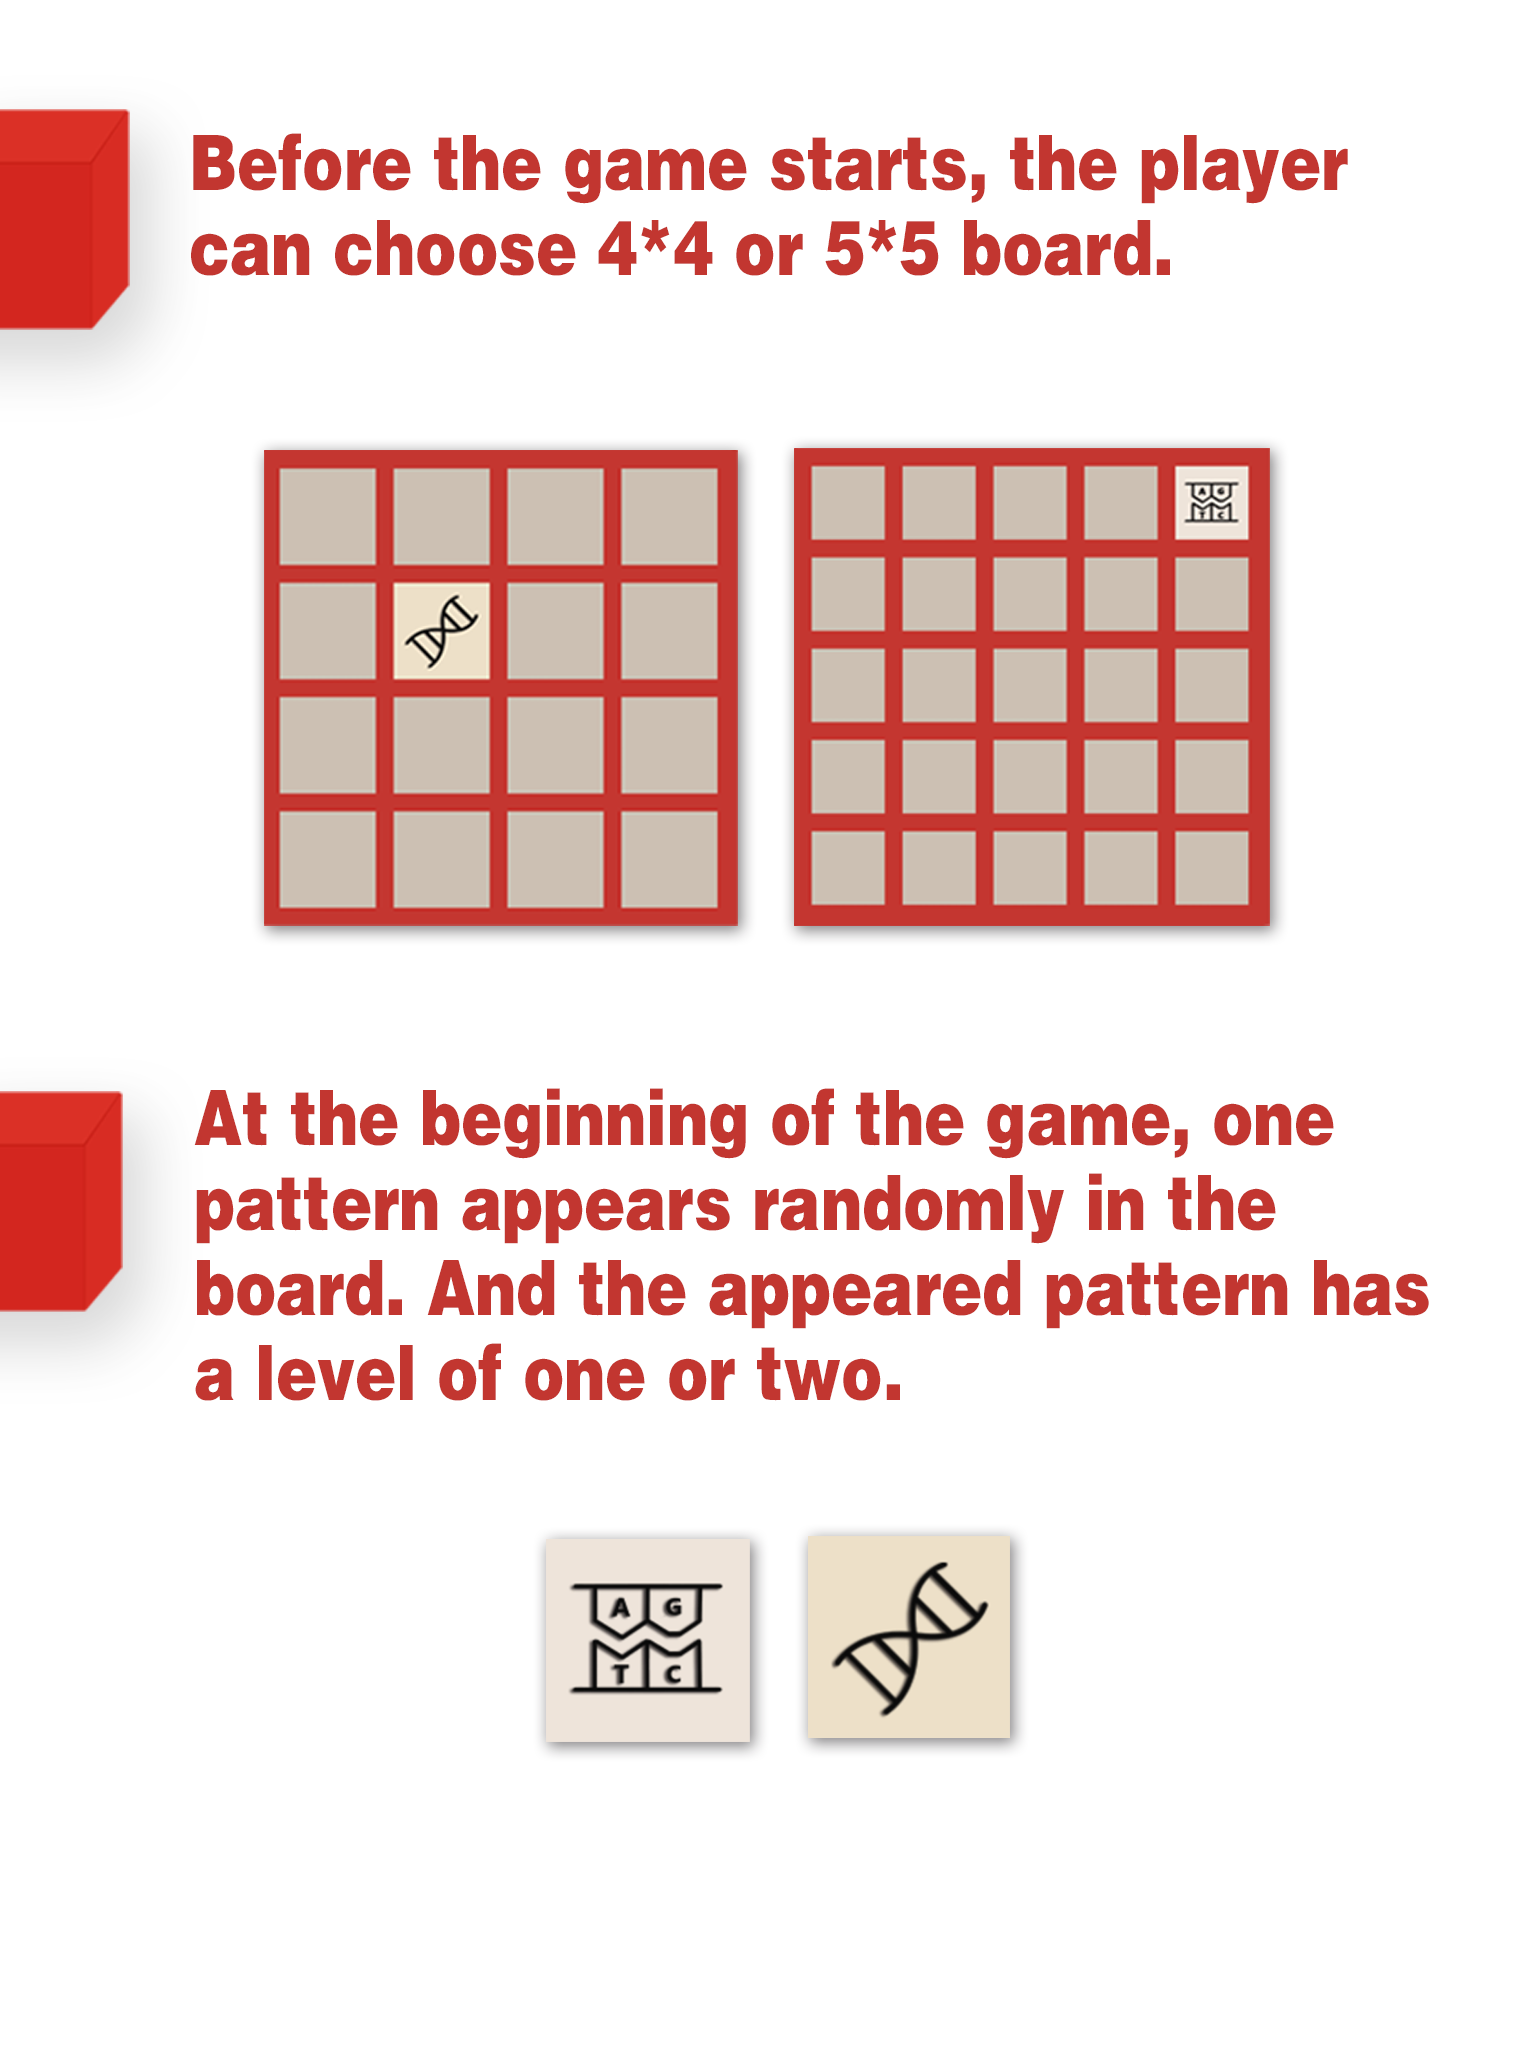 Before the game starts, the player
can choose 4*4 or 5*5 board.
A G
T C
At the beginning of the game, one
pattern appears randomly in the
board. And the appeared pattern has
a level of one or two.
A G
T C